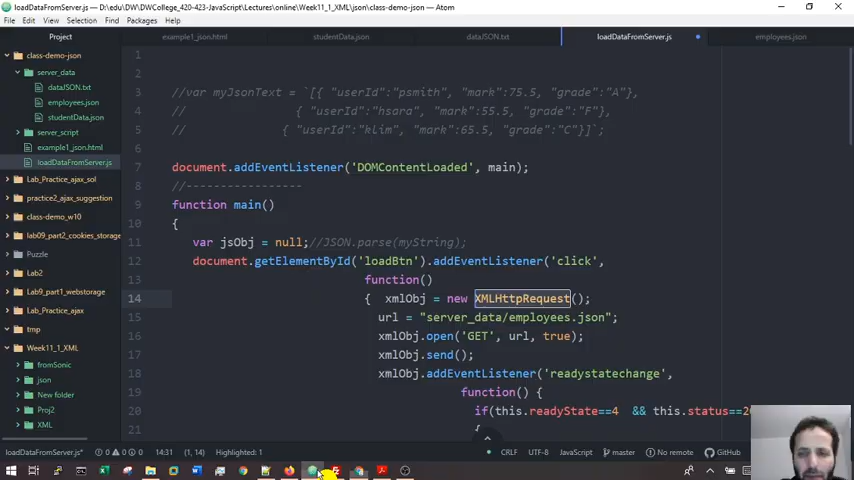 loadDataFromServer.js — D:\edu\DW\DWCollege_420-423-JavaScript\Lectures\online\Week11_XML\json\class-demo-json — Atom
File Edit View Selection Find Packages Help
Project example1_json.html studentData.json dataJSON.txt loadDataFromServer.js employees.json
class-demo-json
server_data
dataJSON.txt
employees.json
studentData.json
server_script
example1_json.html
loadDataFromServer.js
Lab_Practice_ajax_sol
practice2_ajax_suggestion
class-demo_w10
lab09_part2_cookies_storage
Puzzle
Lab2
Lab9_part1_webstorage
Lab_Practice_ajax
tmp
Week11_1_XML
fromSonic
json
New folder
Proj2
XML
1
2
3 //var myJsonText = `[{ "userId":"psmith", "mark":75.5, "grade":"A"},
4 // { "userId":"hsara", "mark":55.5, "grade":"F"},
5 // { "userId":"klim", "mark":65.5, "grade":"C"}]`;
6
7 document.addEventListener('DOMContentLoaded', main);
8 //-----------------
9 function main()
10 {
11 var jsObj = null;//JSON.parse(myString);
12 document.getElementById('loadBtn').addEventListener('click',
13 function()
14 { xmlObj = new XMLHttpRequest();
15 url = "server_data/employees.json";
16 xmlObj.open('GET', url, true);
17 xmlObj.send();
18 xmlObj.addEventListener('readystatechange',
19 function() {
20 if(this.readyState==4 && this.status==20
21 {
loadDataFromServer.js* 0 0 0 14:31 (1, 14) Highlighted: 1 CRLF UTF-8 JavaScript master No remote GitHub